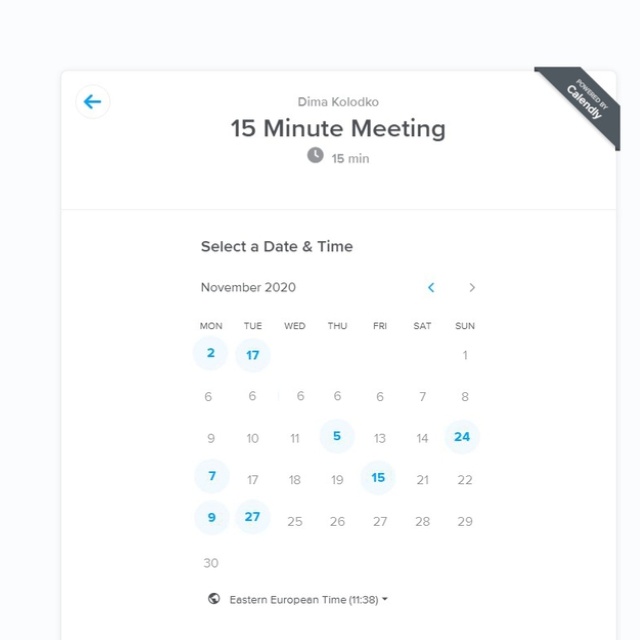 POWERED BY
Calendly
Dima Kolodko
15 Minute Meeting
15 min
Select a Date & Time
November 2020
MON TUE WED THU FRI SAT SUN
2 17 1
6 6 6 6 6 7 8
9 10 11 5 13 14 24
7 17 18 19 15 21 22
9 27 25 26 27 28 29
30
Eastern European Time (11:38)